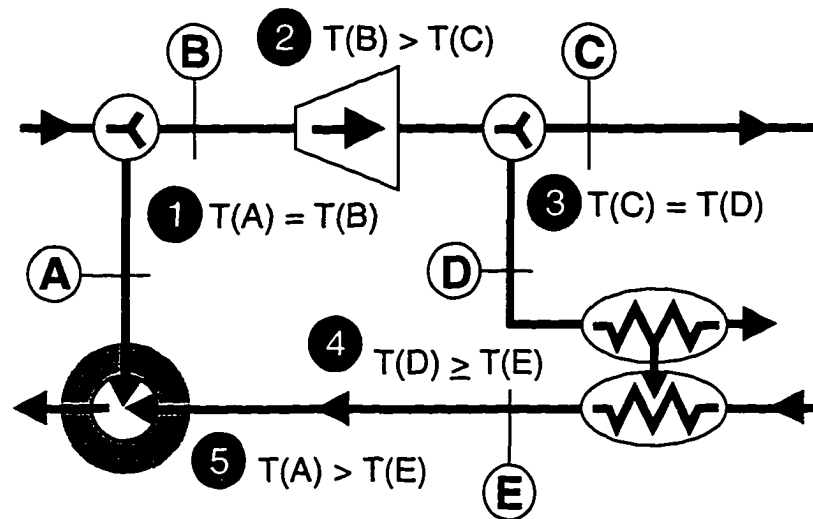 B
2 T(B) > T(C)
C
1 T(A) = T(B)
3 T(C) = T(D)
A
D
4 T(D) ≥ T(E)
5 T(A) > T(E)
E